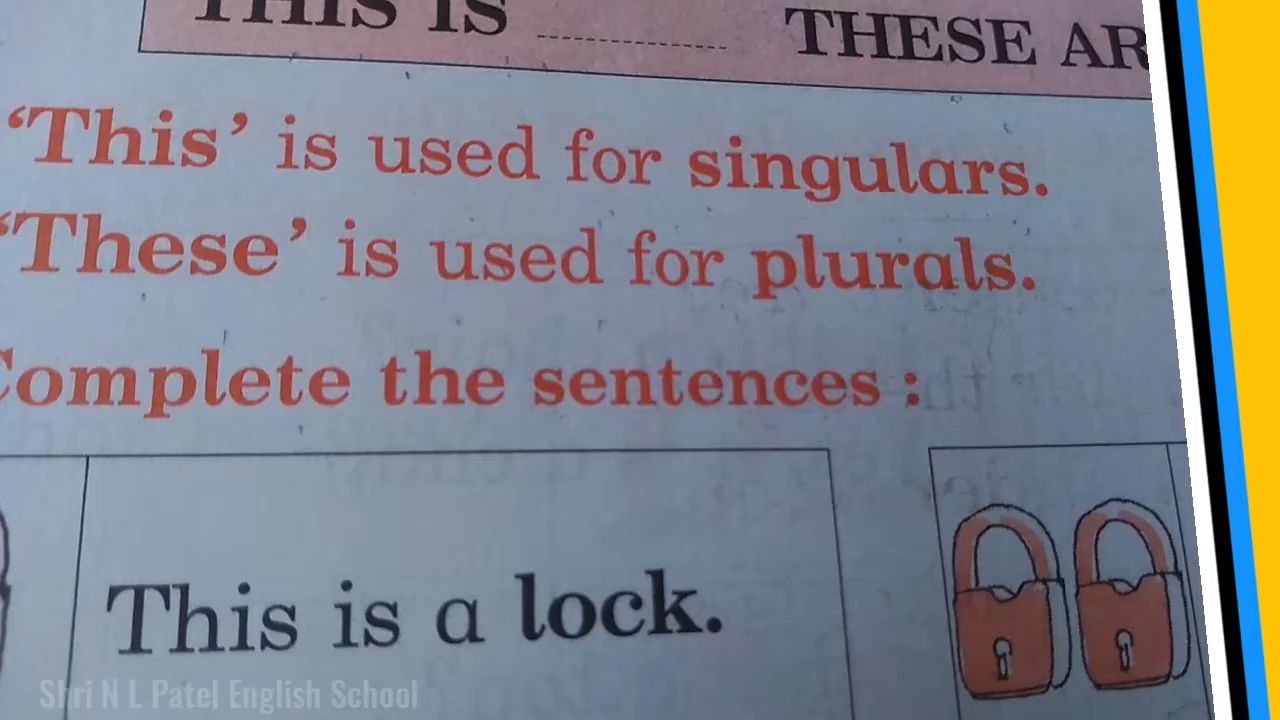 THIS IS ............... THESE AR
‘This’ is used for singulars.
‘These’ is used for plurals.
Complete the sentences :
This is a lock.
Shri N L Patel English School